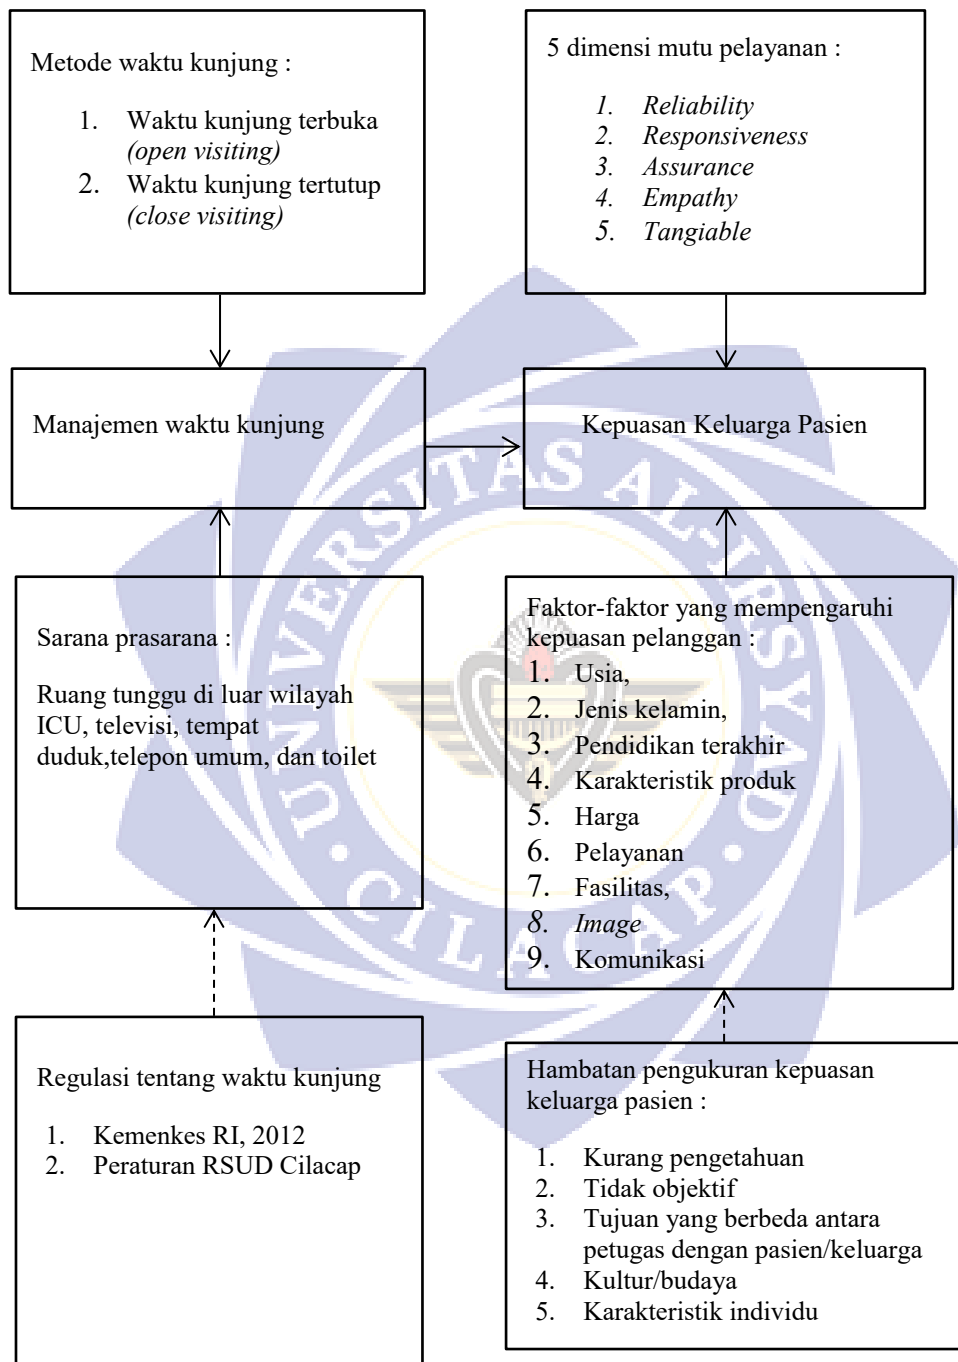 Metode waktu kunjung :
1. Waktu kunjung terbuka
(open visiting)
2. Waktu kunjung tertutup
(close visiting)
5 dimensi mutu pelayanan :
1. Reliability
2. Responsiveness
3. Assurance
4. Empathy
5. Tangiable
Manajemen waktu kunjung
Kepuasan Keluarga Pasien
Sarana prasarana :
Ruang tunggu di luar wilayah
ICU, televisi, tempat
duduk,telepon umum, dan toilet
Faktor-faktor yang mempengaruhi
kepuasan pelanggan :
1. Usia,
2. Jenis kelamin,
3. Pendidikan terakhir
4. Karakteristik produk
5. Harga
6. Pelayanan
7. Fasilitas,
8. Image
9. Komunikasi
Regulasi tentang waktu kunjung
1. Kemenkes RI, 2012
2. Peraturan RSUD Cilacap
Hambatan pengukuran kepuasan
keluarga pasien :
1. Kurang pengetahuan
2. Tidak objektif
3. Tujuan yang berbeda antara
petugas dengan pasien/keluarga
4. Kultur/budaya
5. Karakteristik individu
UNIVERSITAS AL-IRSYAD
CILACAP